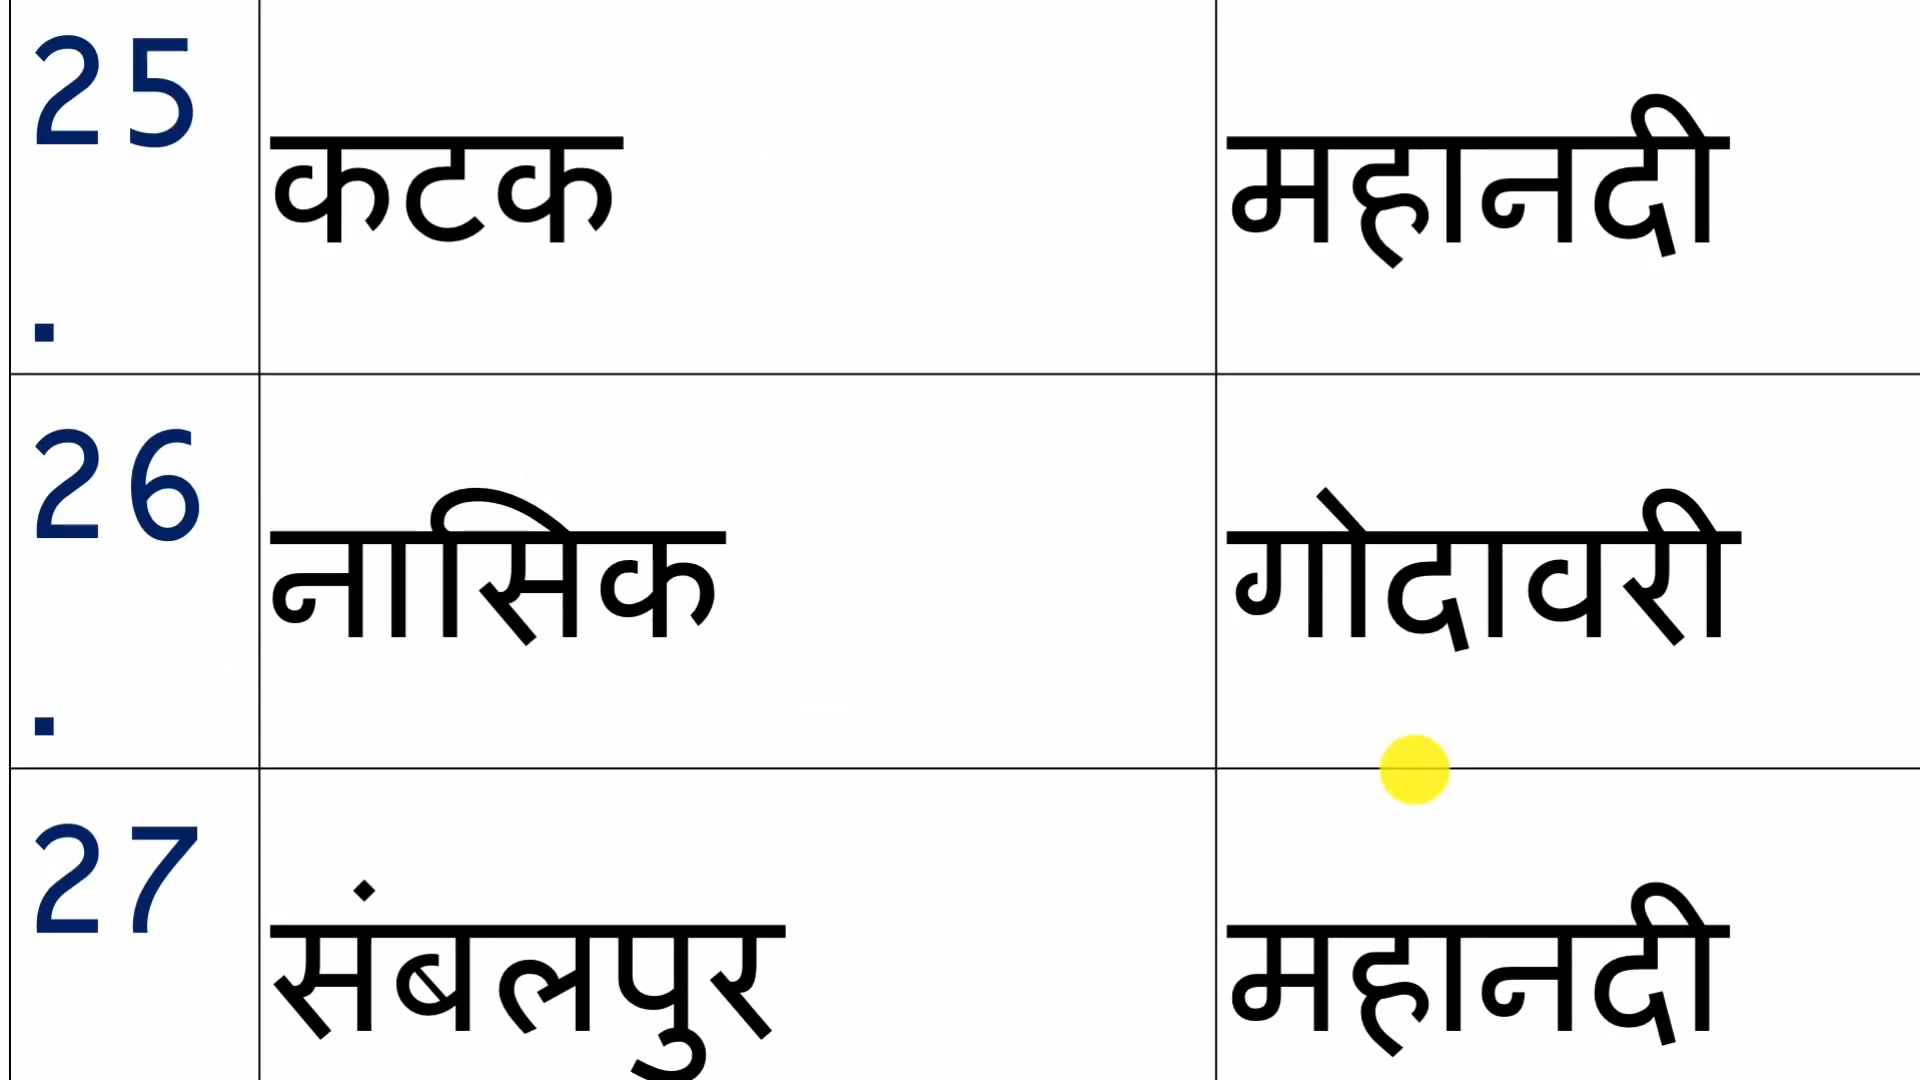 25 कटक महानदी
.
26 नासिक गोदावरी
.
27 संबलपुर महानदी